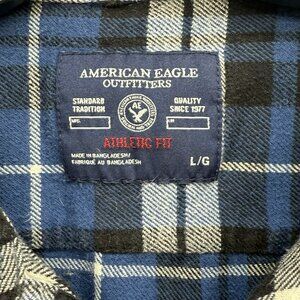 AMERICAN EAGLE
OUTFITTERS
STANDARD
TRADITION
QUALITY
SINCE 1977
AE
ATHLETIC FIT
MADE IN BANGLADESH/
FABRIQUÉ AU BANGLADESH
L/G